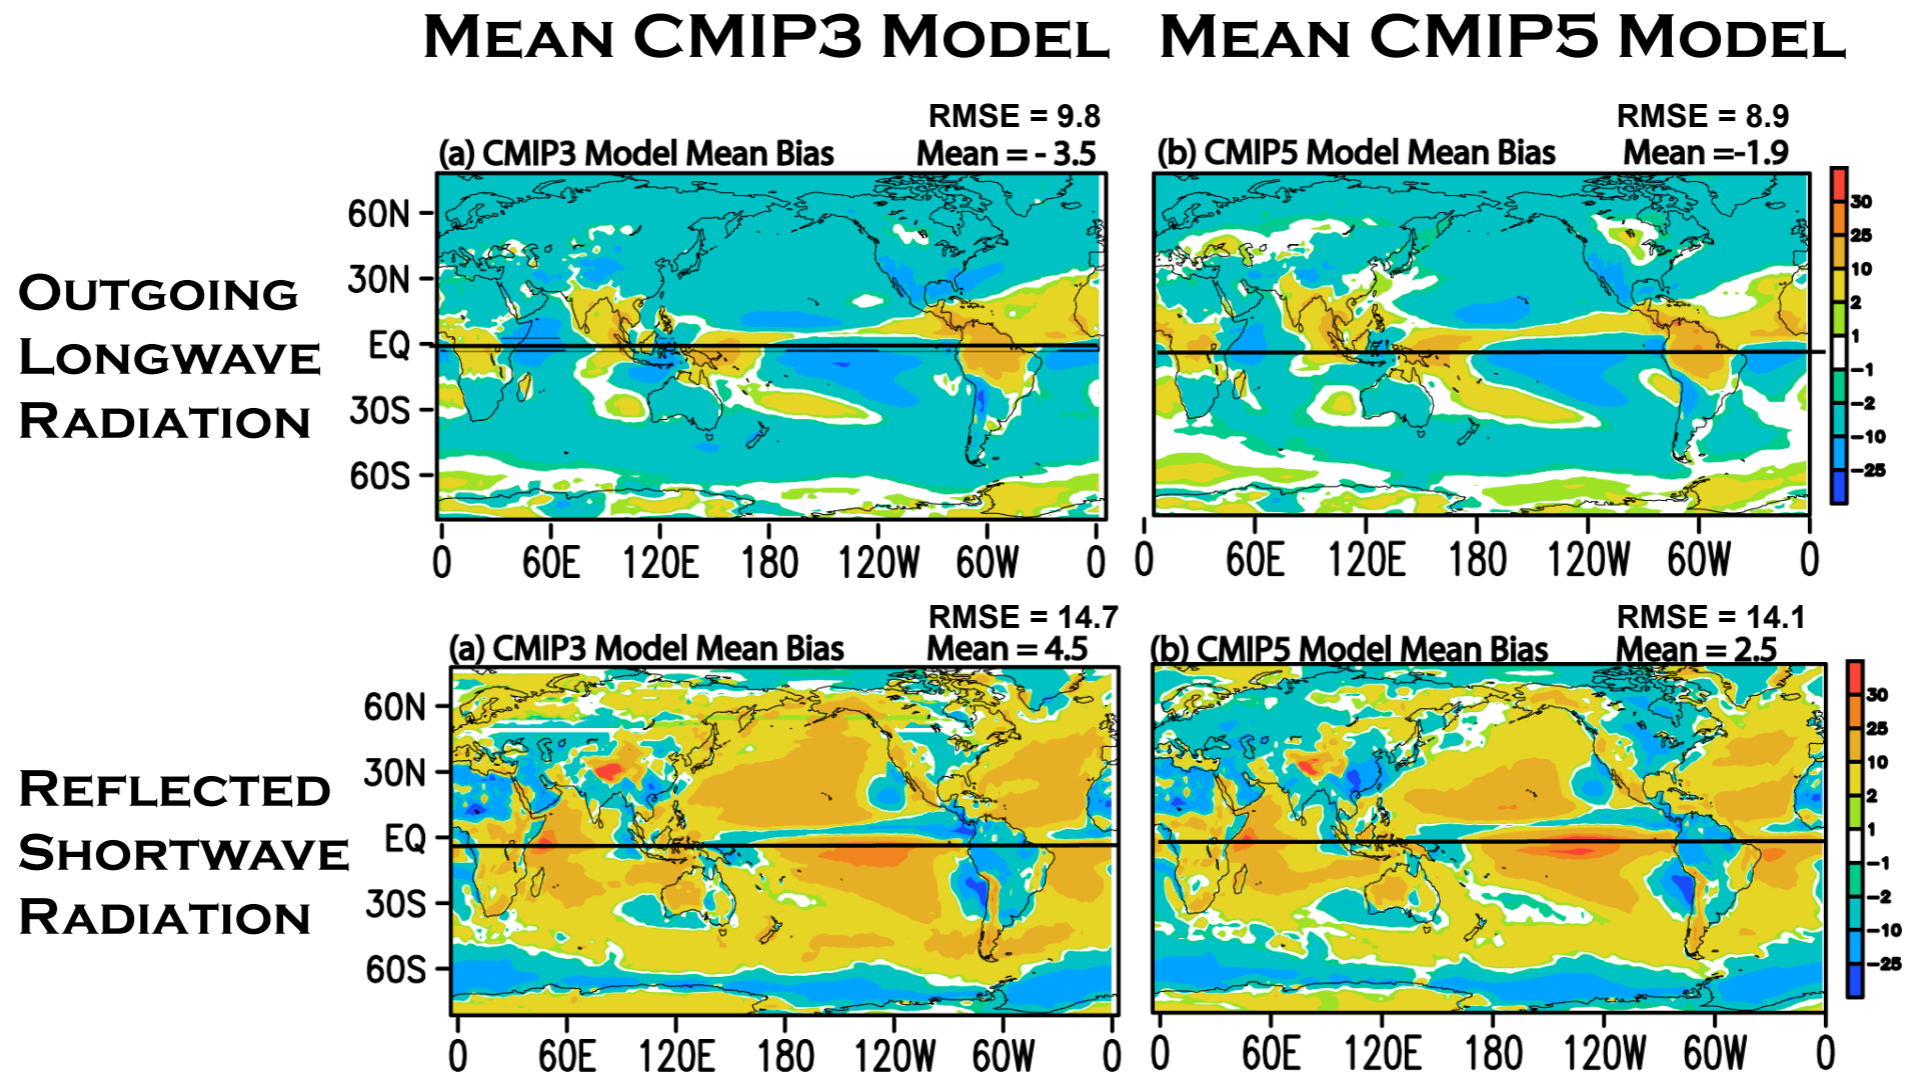 MEAN CMIP3 MODEL
MEAN CMIP5 MODEL
RMSE = 9.8
(a) CMIP3 Model Mean Bias
Mean = - 3.5
RMSE = 8.9
(b) CMIP5 Model Mean Bias
Mean =-1.9
OUTGOING
LONGWAVE
RADIATION
60N
30N
EQ
30S
60S
0 60E 120E 180 120W 60W 0
0 60E 120E 180 120W 60W 0
30
25
10
2
1
-1
-2
-10
-25
RMSE = 14.7
(a) CMIP3 Model Mean Bias
Mean = 4.5
RMSE = 14.1
(b) CMIP5 Model Mean Bias
Mean = 2.5
REFLECTED
SHORTWAVE
RADIATION
60N
30N
EQ
30S
60S
0 60E 120E 180 120W 60W 0
0 60E 120E 180 120W 60W 0
30
25
10
2
1
-1
-2
-10
-25